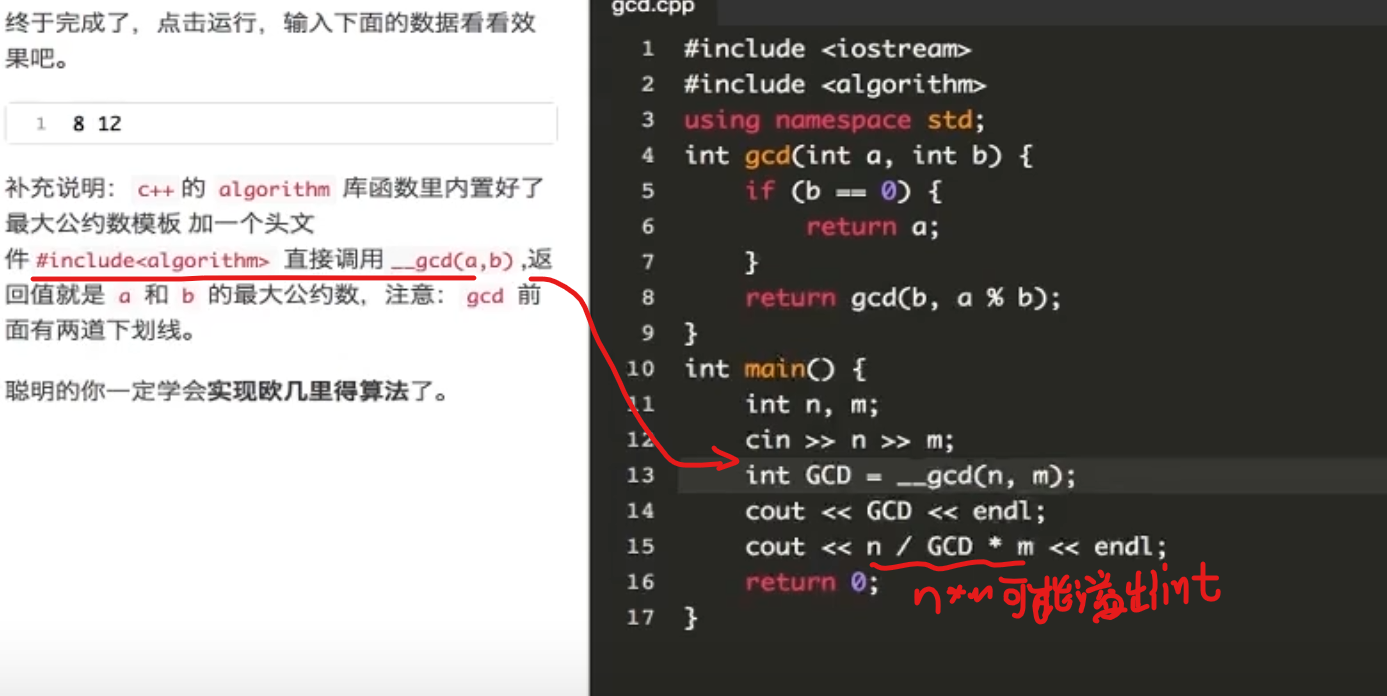 终于完成了，点击运行，输入下面的数据看看效
果吧。
1 8 12
补充说明： c++ 的 algorithm 库函数里内置好了
最大公约数模板 加一个头文
件 #include<algorithm> 直接调用 __gcd(a,b) ,返
回值就是 a 和 b 的最大公约数，注意： gcd 前
面有两道下划线。
聪明的你一定学会实现欧几里得算法了。
gcd.cpp
1 #include <iostream>
2 #include <algorithm>
3 using namespace std;
4 int gcd(int a, int b) {
5     if (b == 0) {
6         return a;
7     }
8     return gcd(b, a % b);
9 }
10 int main() {
11     int n, m;
12     cin >> n >> m;
13     int GCD = __gcd(n, m);
14     cout << GCD << endl;
15     cout << n / GCD * m << endl;
16     return 0;
17 }
n*m可能溢出int